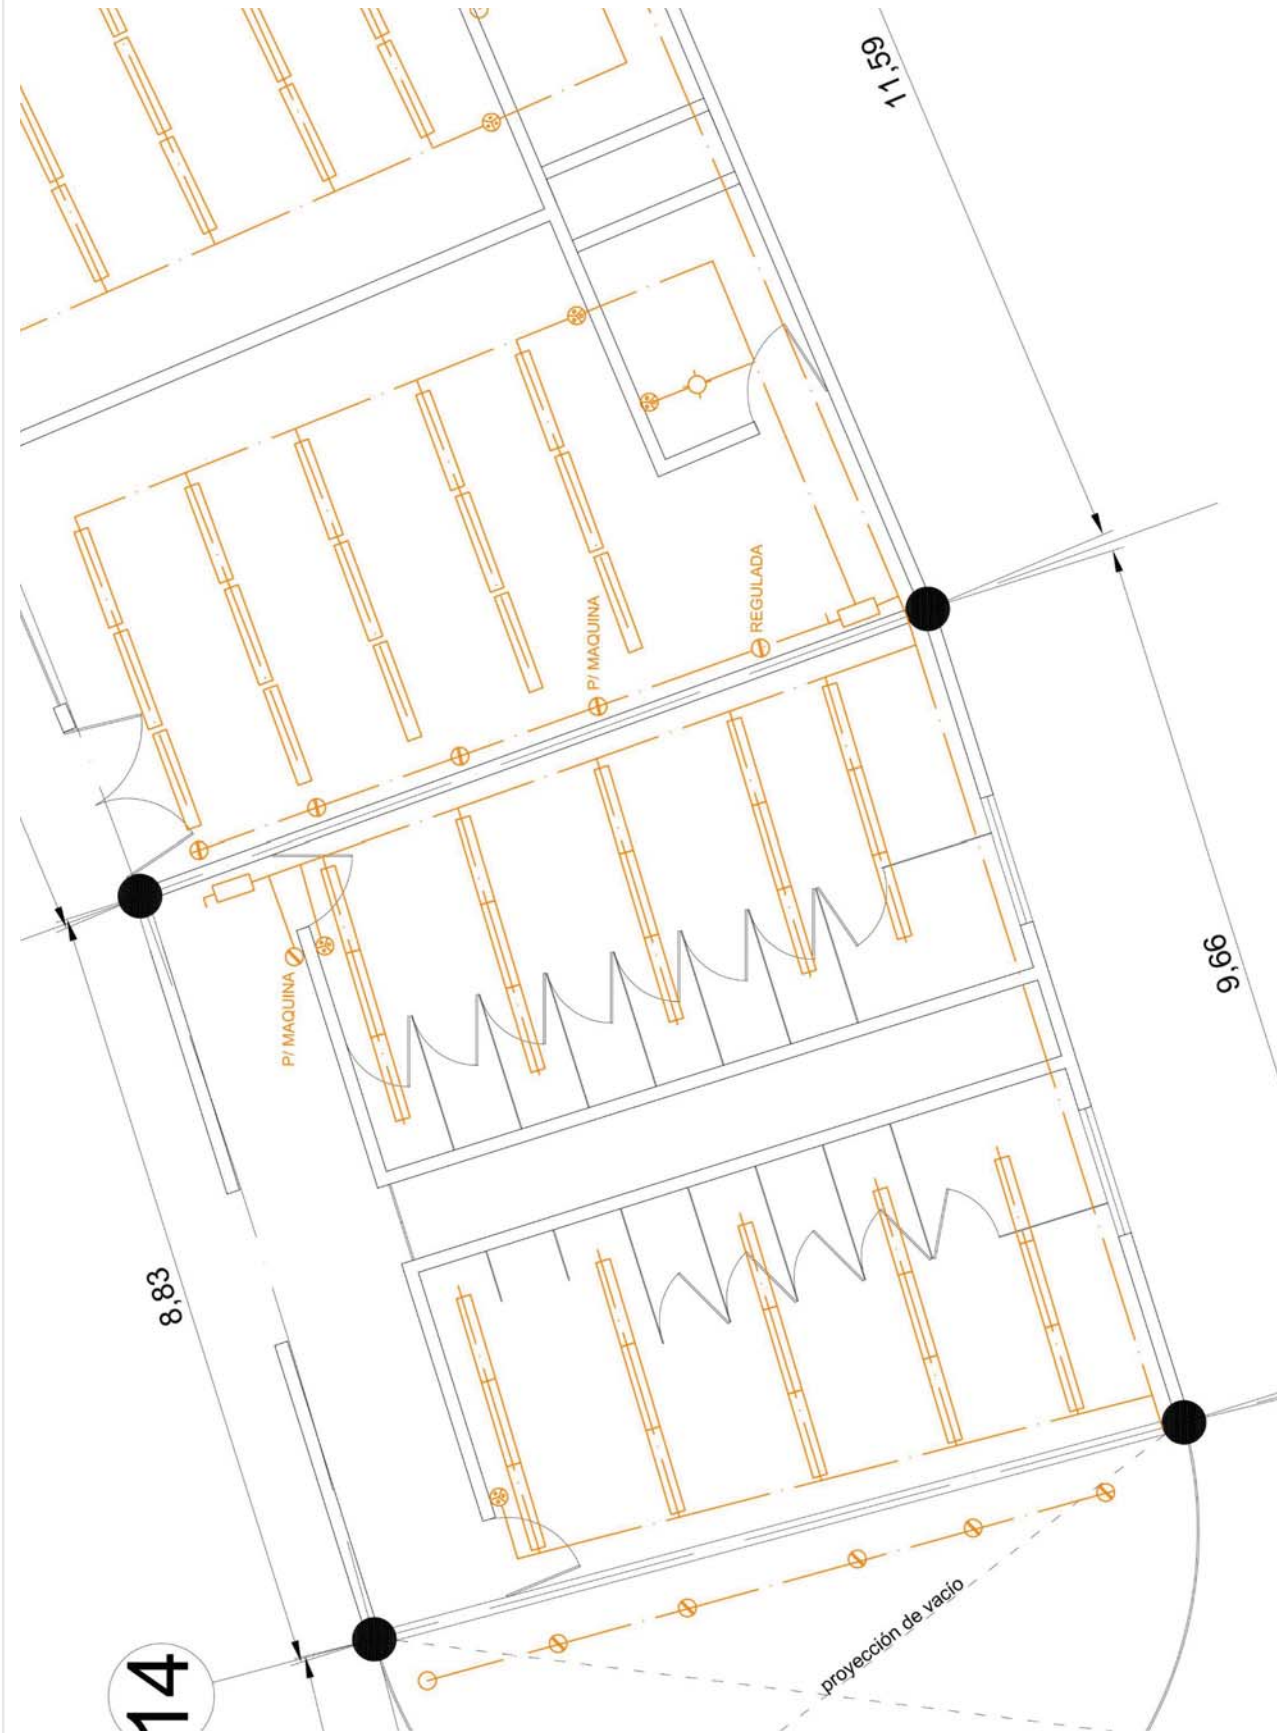 11,59
REGULADA
P/ MAQUINA
P/ MAQUINA
9,66
8,83
proyección de vacío
14